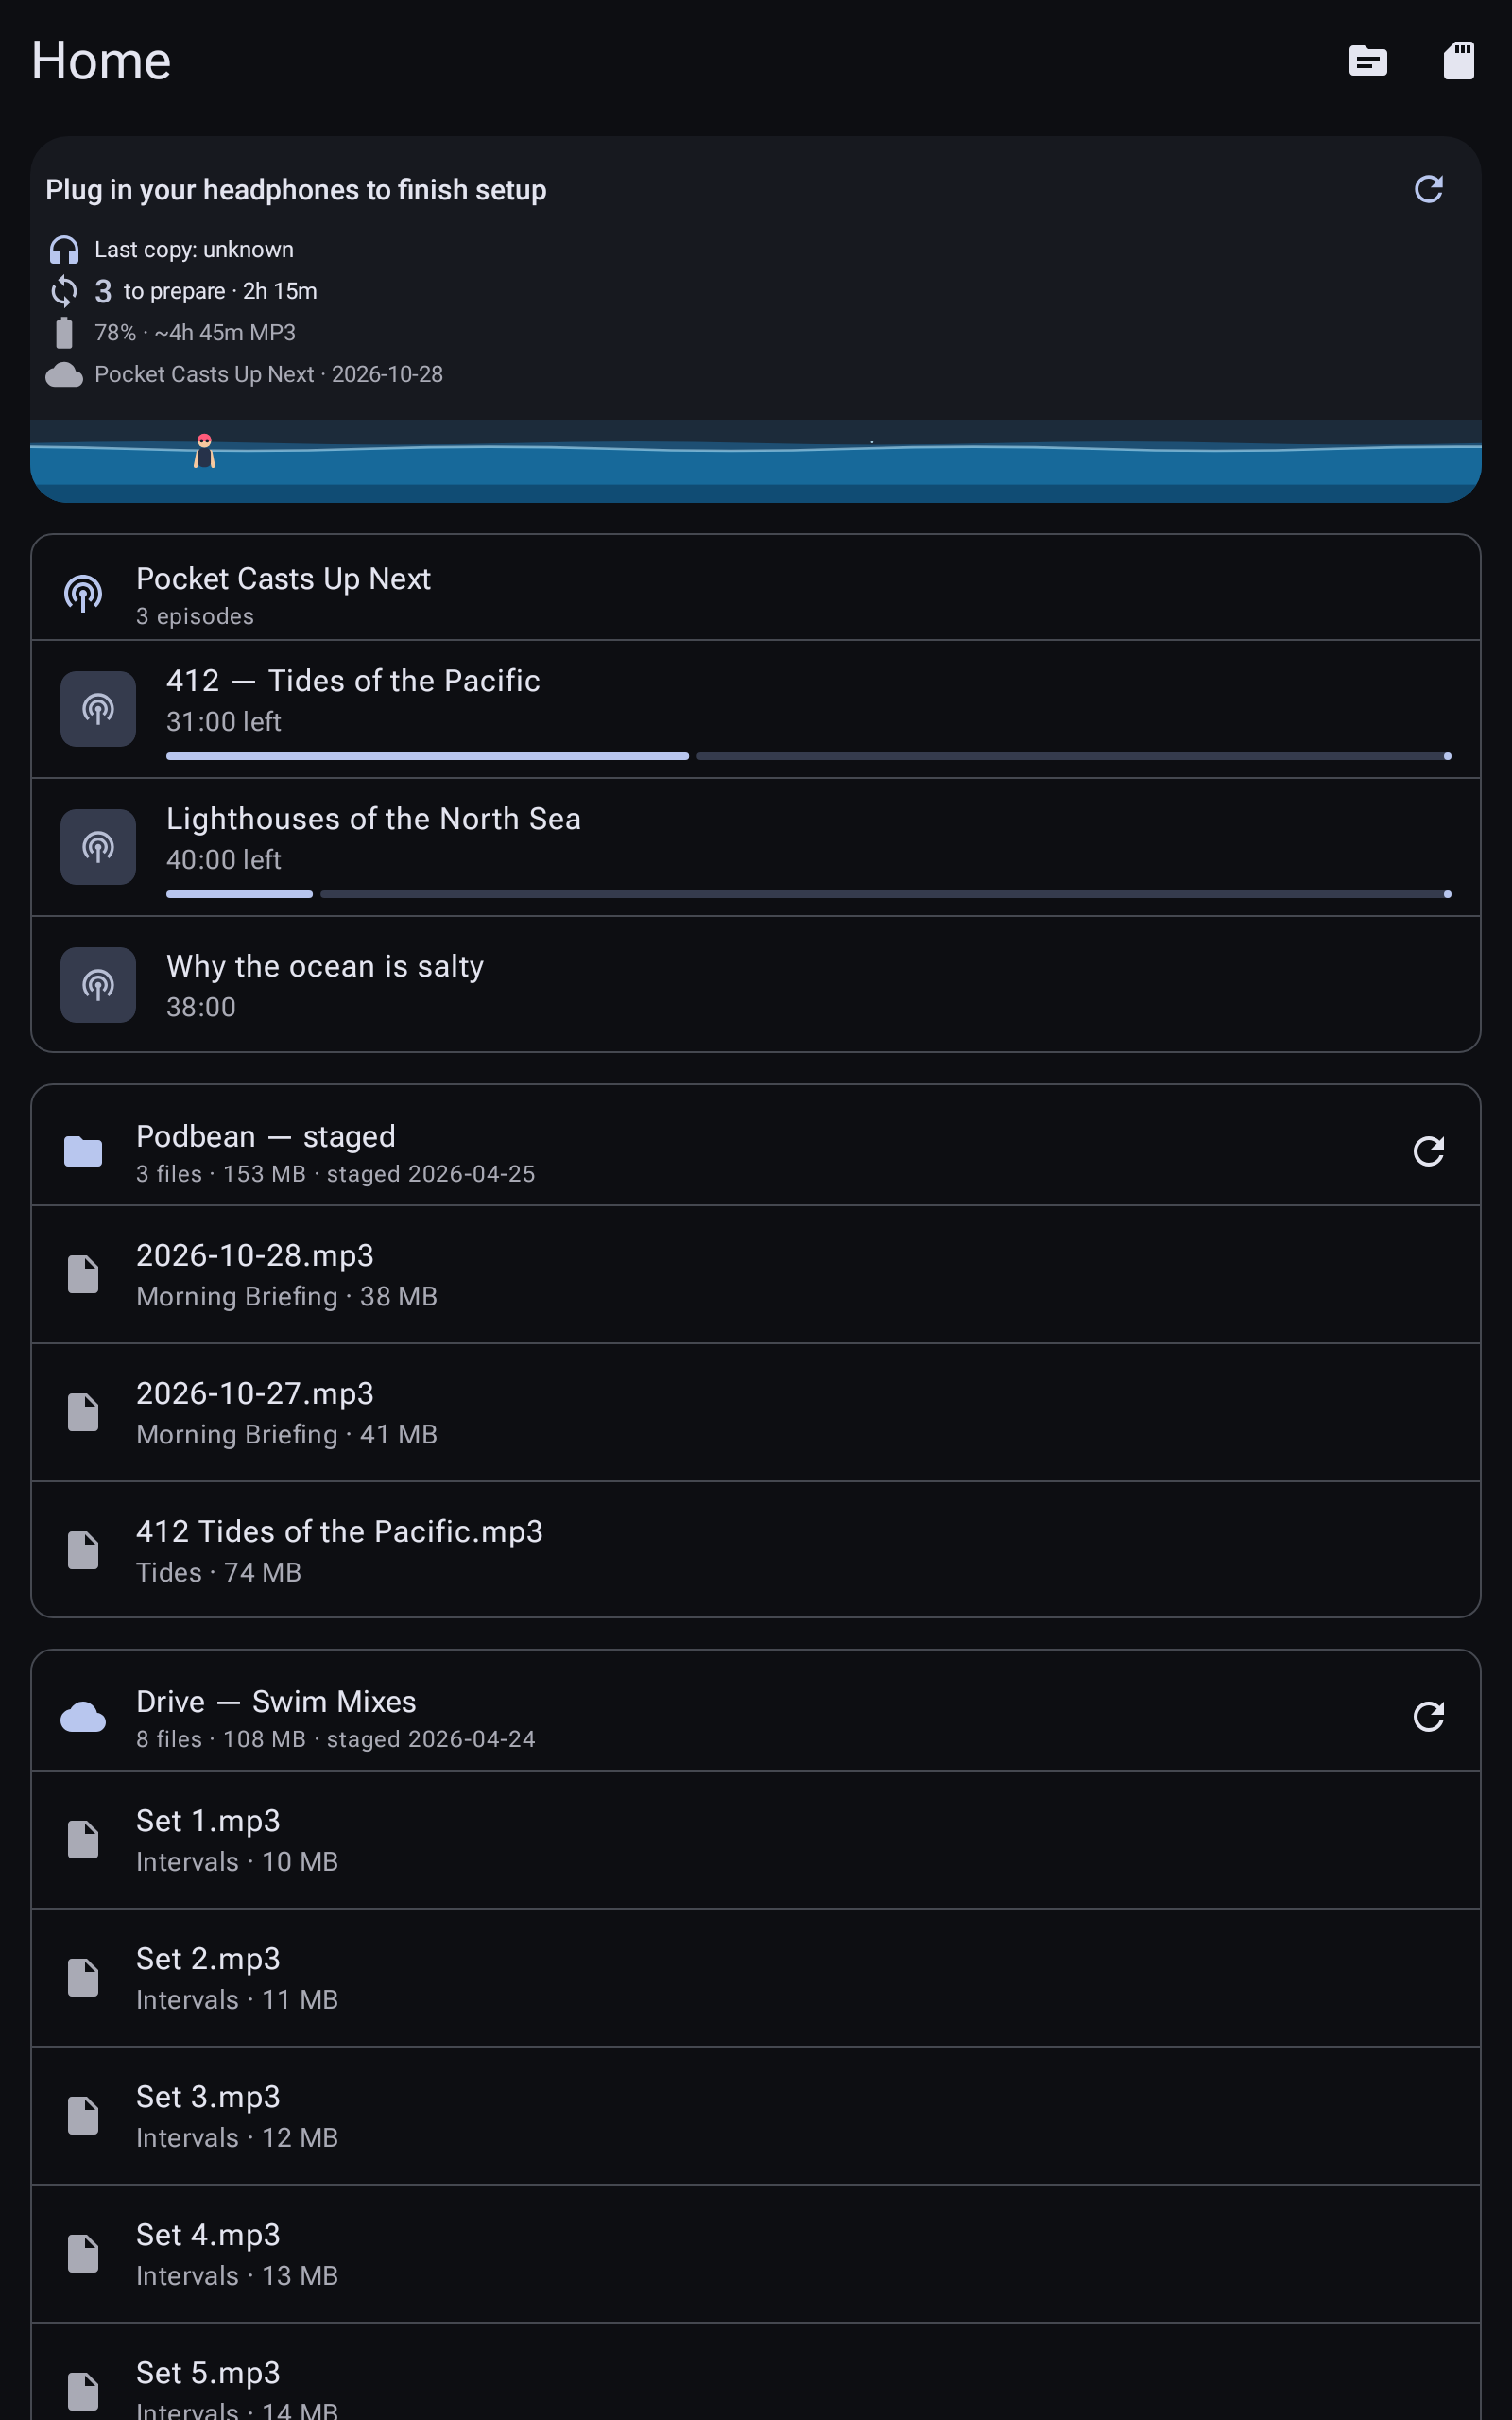 Home
Plug in your headphones to finish setup
Last copy: unknown
3 to prepare · 2h 15m
78% · ~4h 45m MP3
Pocket Casts Up Next · 2026-10-28
Pocket Casts Up Next
3 episodes
412 — Tides of the Pacific
31:00 left
Lighthouses of the North Sea
40:00 left
Why the ocean is salty
38:00
Podbean — staged
3 files · 153 MB · staged 2026-04-25
2026-10-28.mp3
Morning Briefing · 38 MB
2026-10-27.mp3
Morning Briefing · 41 MB
412 Tides of the Pacific.mp3
Tides · 74 MB
Drive — Swim Mixes
8 files · 108 MB · staged 2026-04-24
Set 1.mp3
Intervals · 10 MB
Set 2.mp3
Intervals · 11 MB
Set 3.mp3
Intervals · 12 MB
Set 4.mp3
Intervals · 13 MB
Set 5.mp3
Intervals · 14 MB